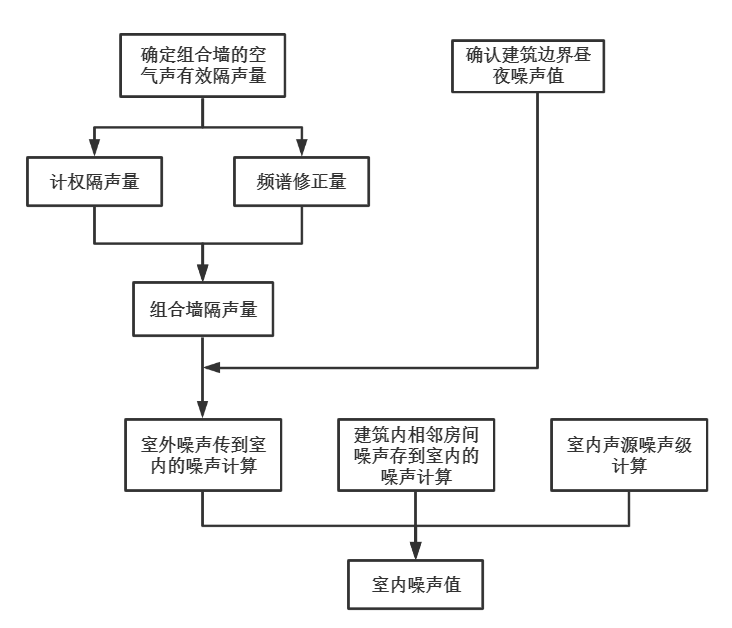 确定组合墙的空
气声有效隔声量
确认建筑边界昼
夜噪声值
计权隔声量
频谱修正量
组合墙隔声量
室外噪声传到室
内的噪声计算
建筑内相邻房间
噪声存到室内的
噪声计算
室内声源噪声级
计算
室内噪声值